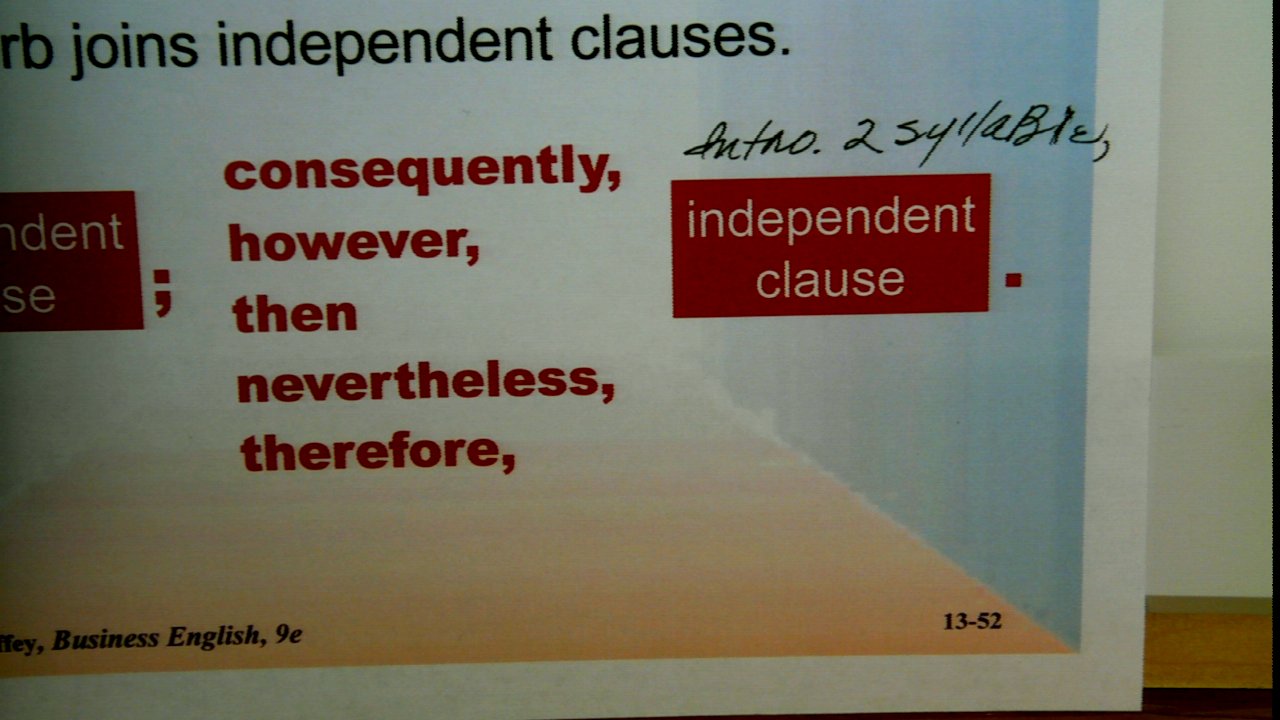 rb joins independent clauses.
Intro. 2 syllaBle,
consequently,
however,
then
nevertheless,
therefore,
ndent
se
;
independent
clause
.
ffey, Business English, 9e
13-52